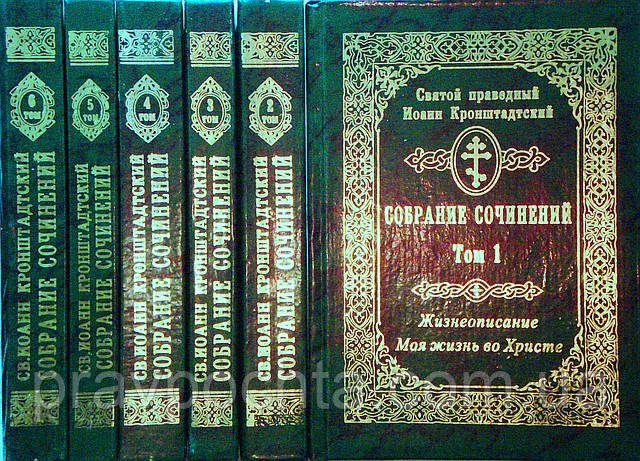 6
ТОМ
СВ.ИОАНН КРОНШТАДТСКИЙ
СОБРАНИЕ СОЧИНЕНИЙ
5
ТОМ
СВ.ИОАНН КРОНШТАДТСКИЙ
СОБРАНИЕ СОЧИНЕНИЙ
4
ТОМ
СВ.ИОАНН КРОНШТАДТСКИЙ
СОБРАНИЕ СОЧИНЕНИЙ
3
ТОМ
СВ.ИОАНН КРОНШТАДТСКИЙ
СОБРАНИЕ СОЧИНЕНИЙ
2
ТОМ
СВ.ИОАНН КРОНШТАДТСКИЙ
СОБРАНИЕ СОЧИНЕНИЙ
Святой праведный
Иоанн Кронштадтский
СОБРАНИЕ СОЧИНЕНИЙ
Том 1
Жизнеописание
Моя жизнь во Христе